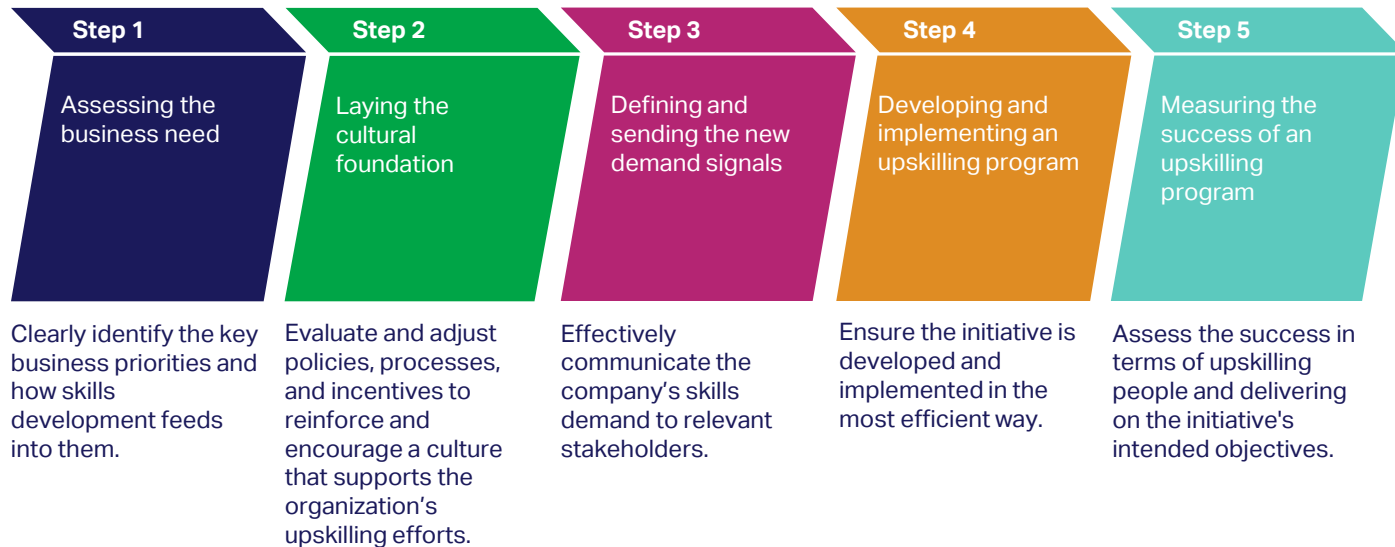 Step 1
Assessing the
business need
Clearly identify the key
business priorities and
how skills
development feeds
into them.
Step 2
Laying the
cultural
foundation
Evaluate and adjust
policies, processes,
and incentives to
reinforce and
encourage a culture
that supports the
organization’s
upskilling efforts.
Step 3
Defining and
sending the new
demand signals
Effectively
communicate the
company’s skills
demand to relevant
stakeholders.
Step 4
Developing and
implementing an
upskilling program
Ensure the initiative is
developed and
implemented in the
most efficient way.
Step 5
Measuring the
success of an
upskilling
program
Assess the success in
terms of upskilling
people and delivering
on the initiative's
intended objectives.